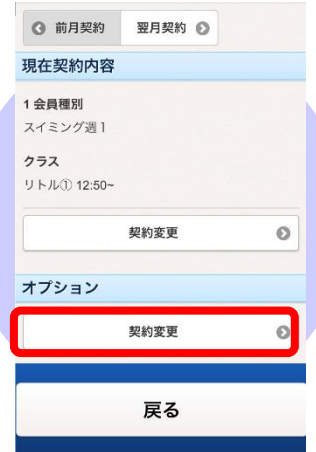 前月契約 翌月契約
現在契約内容
1 会員種別
スイミング週1
クラス
リトル① 12:50~
契約変更
オプション
契約変更
戻る